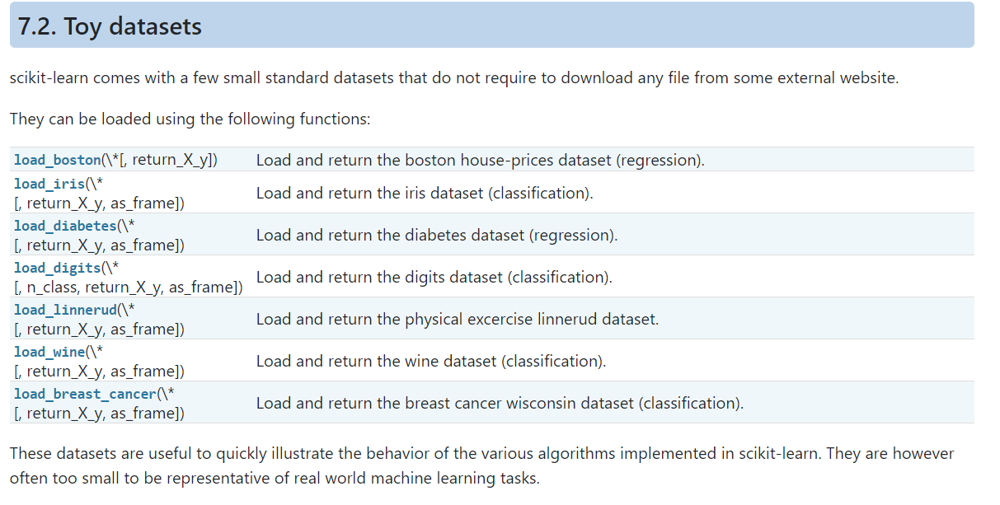 7.2. Toy datasets
scikit-learn comes with a few small standard datasets that do not require to download any file from some external website.
They can be loaded using the following functions:
load_boston(\*[, return_X_y])
Load and return the boston house-prices dataset (regression).
load_iris(\*
[, return_X_y, as_frame])
Load and return the iris dataset (classification).
load_diabetes(\*
[, return_X_y, as_frame])
Load and return the diabetes dataset (regression).
load_digits(\*
[, n_class, return_X_y, as_frame])
Load and return the digits dataset (classification).
load_linnerud(\*
[, return_X_y, as_frame])
Load and return the physical excercise linnerud dataset.
load_wine(\*
[, return_X_y, as_frame])
Load and return the wine dataset (classification).
load_breast_cancer(\*
[, return_X_y, as_frame])
Load and return the breast cancer wisconsin dataset (classification).
These datasets are useful to quickly illustrate the behavior of the various algorithms implemented in scikit-learn. They are however
often too small to be representative of real world machine learning tasks.